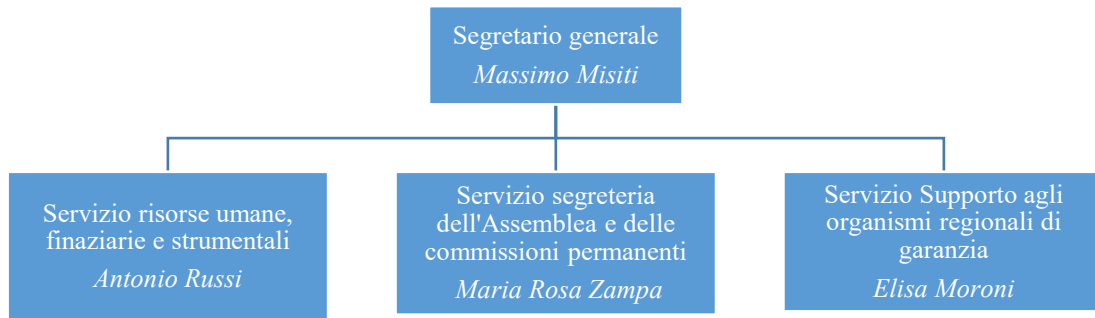 Segretario generale
Massimo Misiti
Servizio risorse umane,
finaziarie e strumentali
Antonio Russi
Servizio segreteria
dell'Assemblea e delle
commissioni permanenti
Maria Rosa Zampa
Servizio Supporto agli
organismi regionali di
garanzia
Elisa Moroni